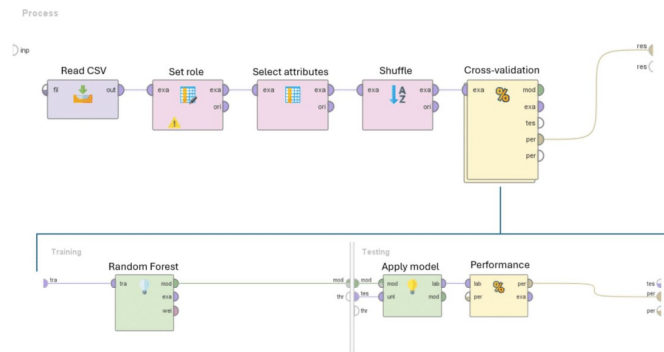 Process
inp
res
res
Read CSV
Set role
Select attributes
Shuffle
Cross-validation
fil
out
exa
exa
ori
exa
exa
ori
exa
exa
ori
A
Z
exa
%
mod
exa
tes
per
per
Training
Testing
Random Forest
Apply model
Performance
tra
tra
mod
exa
wei
mod
thr
mod
tes
thr
mod
unl
lab
mod
lab
per
%
per
exa
tes
per
per